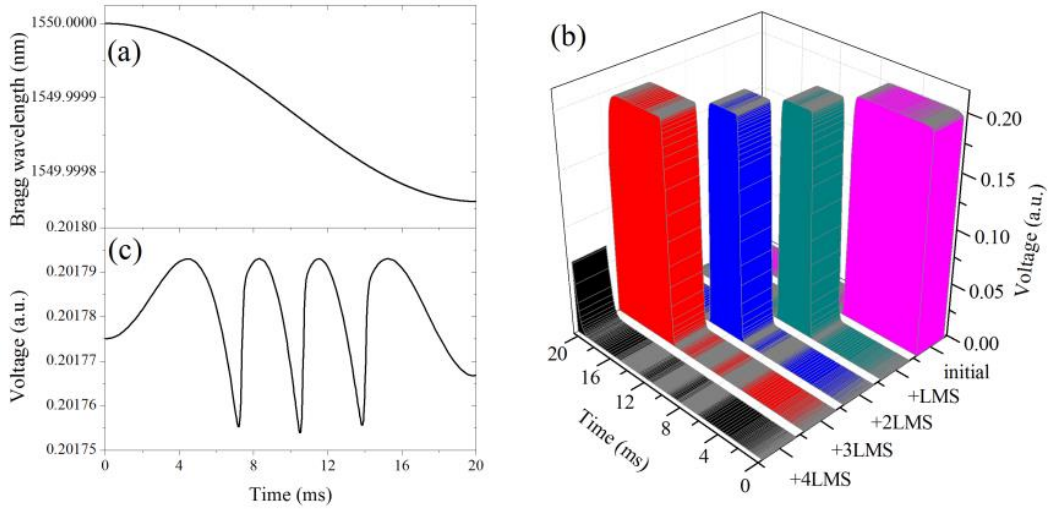 (a)
Bragg wavelength (nm)
1550.0000
1549.9999
1549.9998
(c)
Voltage (a.u.)
0.20180
0.20179
0.20178
0.20177
0.20176
0.20175
0 4 8 12 16 20
Time (ms)
(b)
0.20
0.15
0.10
0.05
0.00
Voltage (a.u.)
20 16 12 8 4 0
Time (ms)
initial
+LMS
+2LMS
+3LMS
+4LMS